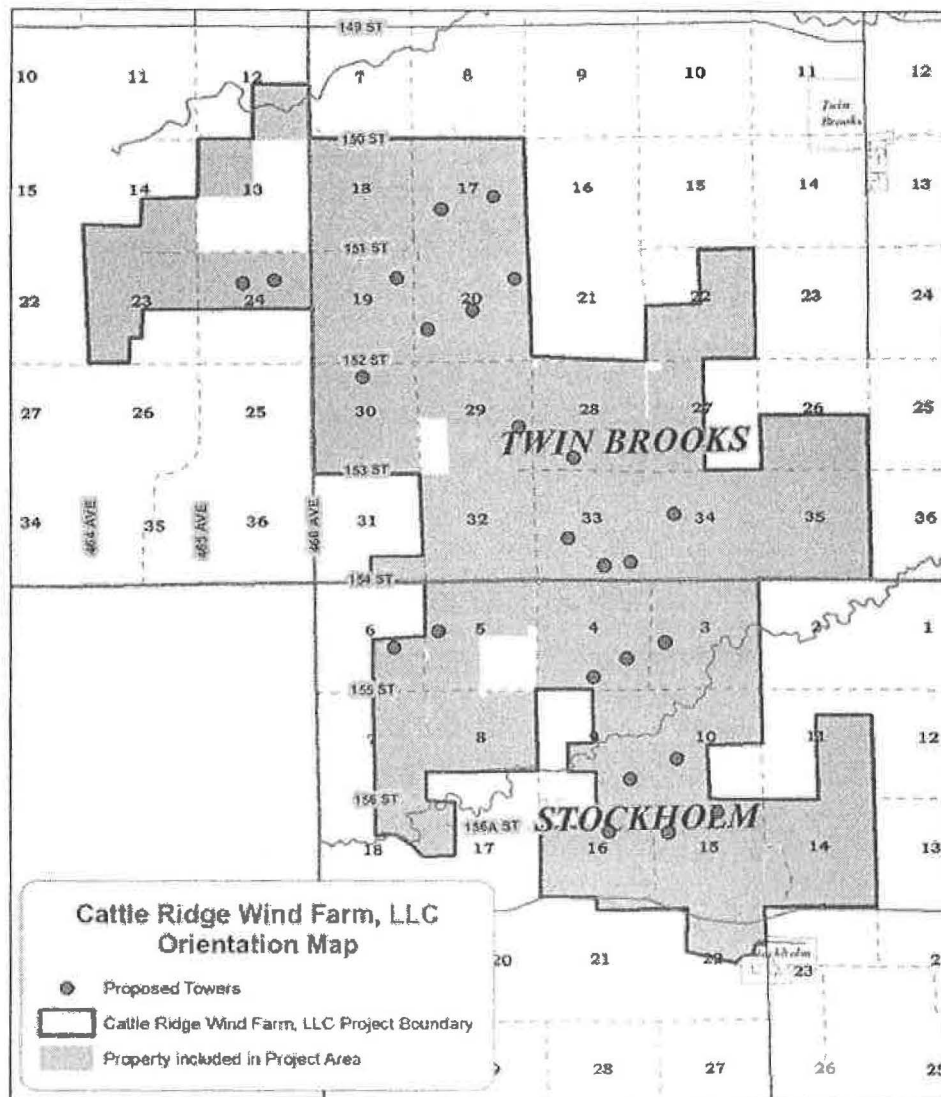 149 ST
10 11 12 7 8 9 10 11 12
Twin
Brooks
150 ST
15 14 13 18 17 16 15 14 13
151 ST
22 23 24 19 20 21 22 23 24
152 ST
27 26 25 30 29 28 27 26 25
TWIN BROOKS
153 ST
34 35 36 31 32 33 34 35 36
464 AVE
465 AVE
466 AVE
154 ST
6 5 4 3 2 1
155 ST
7 8 9 10 11 12
156 ST
156A ST
STOCKHOLM
18 17 16 15 14 13
Cattle Ridge Wind Farm, LLC
Orientation Map
Proposed Towers
Cattle Ridge Wind Farm, LLC Project Boundary
Property included in Project Area
20 21 22 23
Stockholm
28 27 26 25